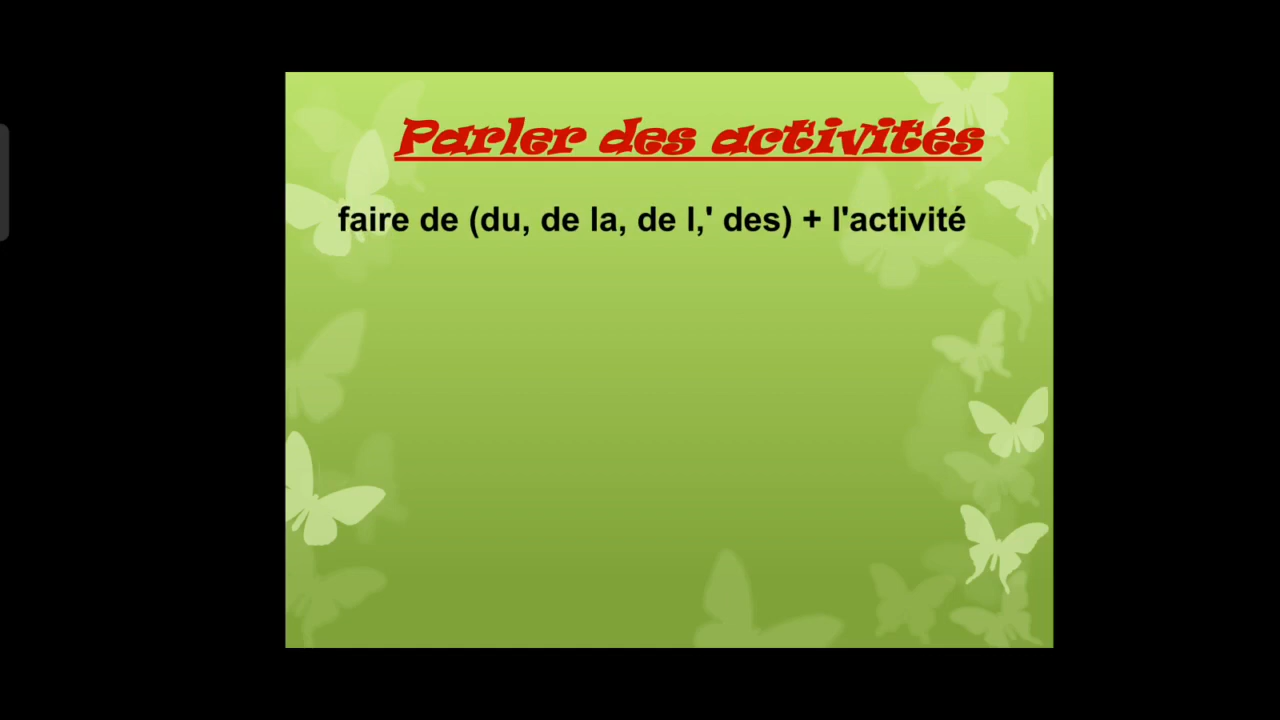 Parler des activités
faire de (du, de la, de l,' des) + l'activité